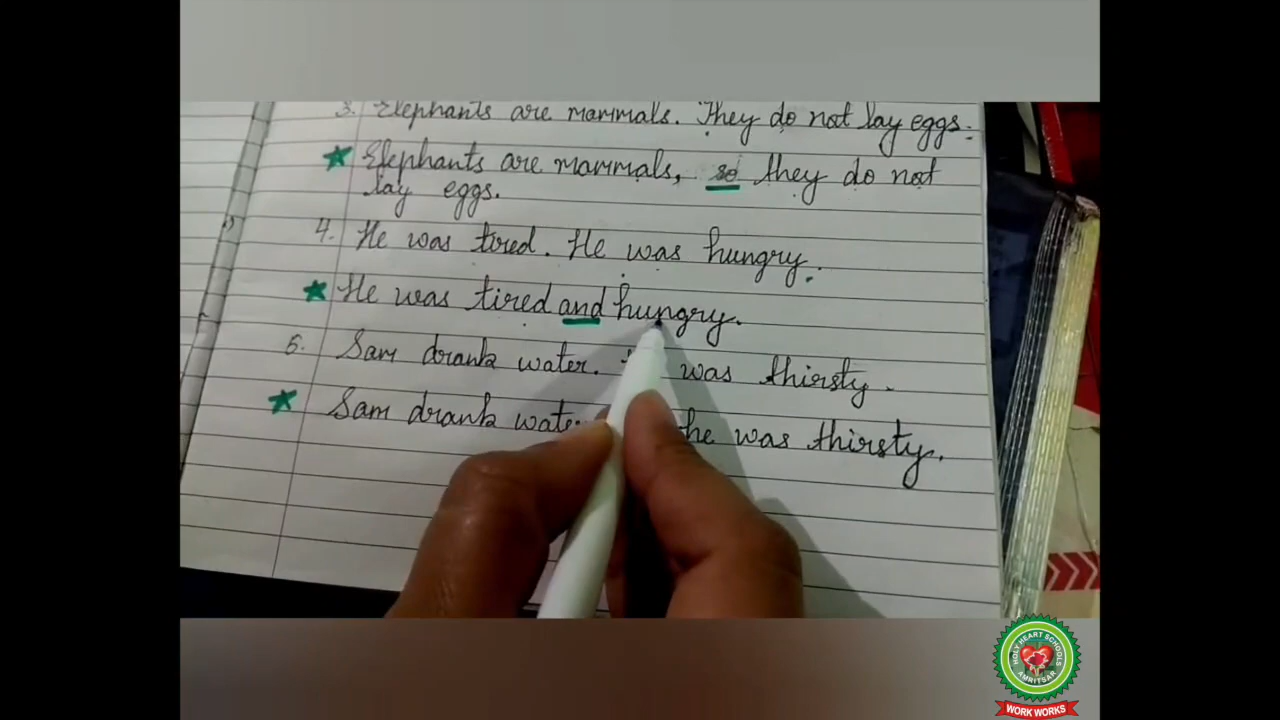 3. Elephants are mammals. They do not lay eggs.
★ Elephants are mammals, so they do not
lay eggs.
4. He was tired. He was hungry.
★ He was tired and hungry.
5. Sam drank water. was thirsty.
★ Sam drank water he was thirsty.
HOLY HEART SCHOOLS
AMRITSAR
WORK WORKS